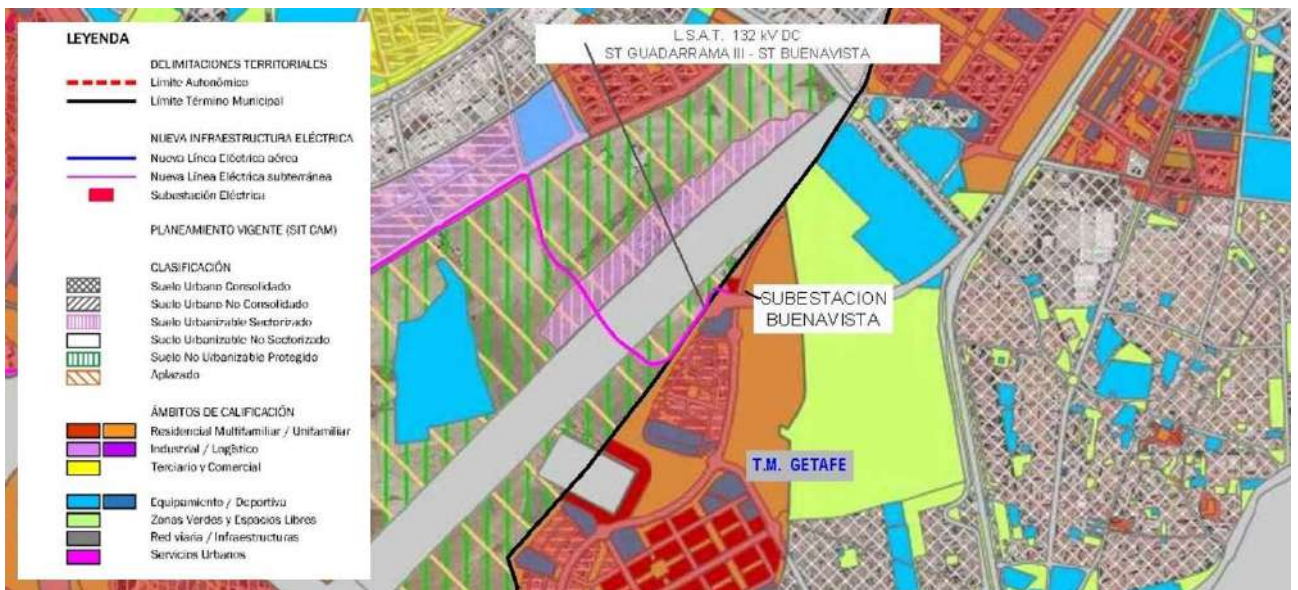 LEYENDA
DELIMITACIONES TERRITORIALES
Límite Autonómico
Límite Término Municipal
NUEVA INFRAESTRUCTURA ELÉCTRICA
Nueva Línea Eléctrica aérea
Nueva Línea Eléctrica subterránea
Subestación Eléctrica
PLANEAMIENTO VIGENTE (SIT CAM)
CLASIFICACIÓN
Suelo Urbano Consolidado
Suelo Urbano No Consolidado
Suelo Urbanizable Sectorizado
Suelo Urbanizable No Sectorizado
Suelo No Urbanizable Protegido
Aplazado
ÁMBITOS DE CALIFICACIÓN
Residencial Multifamiliar / Unifamiliar
Industrial / Logístico
Terciario y Comercial
Equipamiento / Deportivo
Zonas Verdes y Espacios Libres
Red viaria / Infraestructuras
Servicios Urbanos
L.S.A.T. 132 kV DC
ST GUADARRAMA III - ST BUENAVISTA
SUBESTACION
BUENAVISTA
T.M. GETAFE